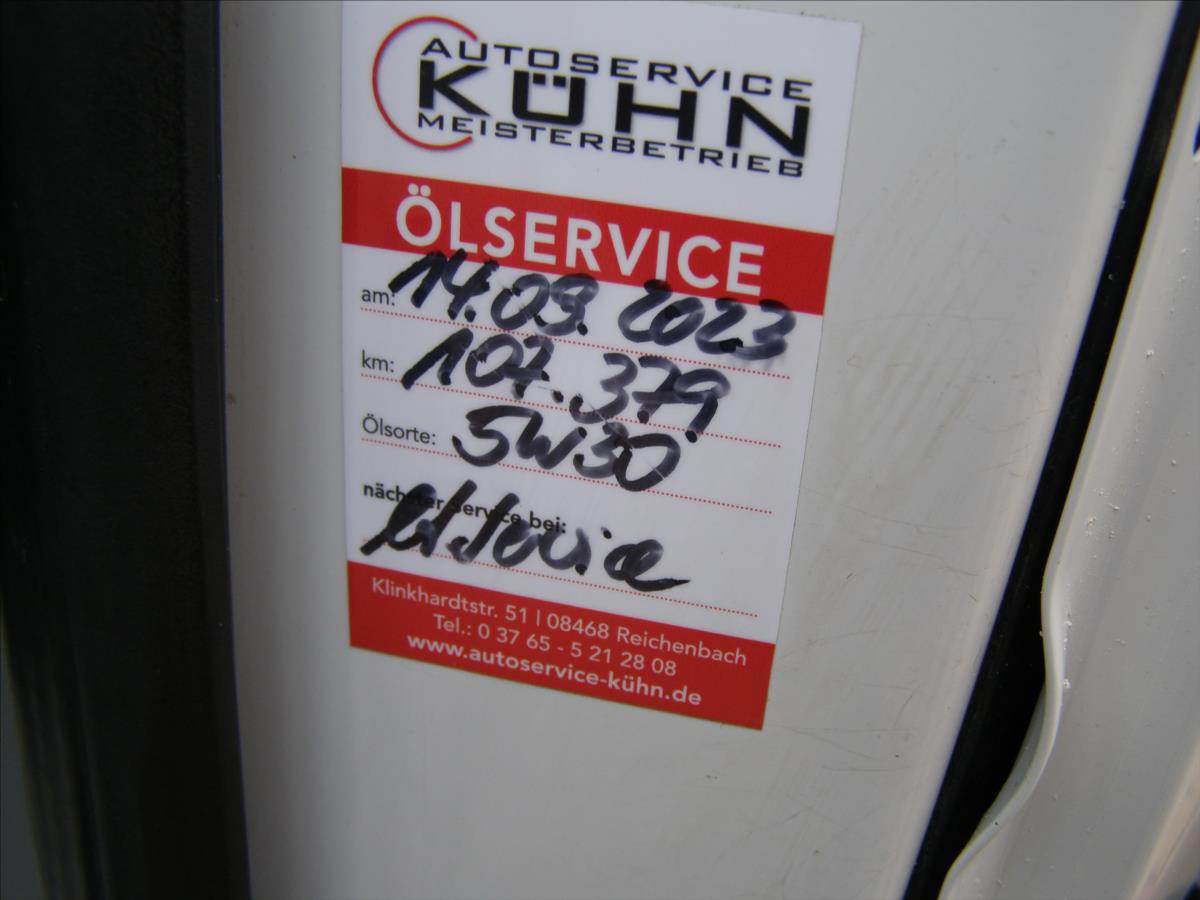 AUTOSERVICE
KÜHN
MEISTERBETRIEB
ÖLSERVICE
am: 14.09.2023
km: 107.379.
Ölsorte: 5W30
nächster Service bei:
Klinkhardtstr. 51 | 08468 Reichenbach
Tel.: 0 37 65 - 5 21 28 08
www.autoservice-kühn.de